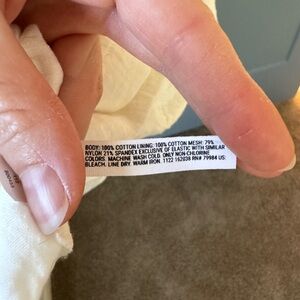 BODY: 100% COTTON LINING: 100% COTTON MESH: 79%
NYLON 21% SPANDEX EXCLUSIVE OF ELASTIC WITH SIMILAR
COLORS. MACHINE WASH COLD. ONLY NON-CHLORINE
BLEACH. LINE DRY. WARM IRON. 1122 162038 RN# 79984 US: